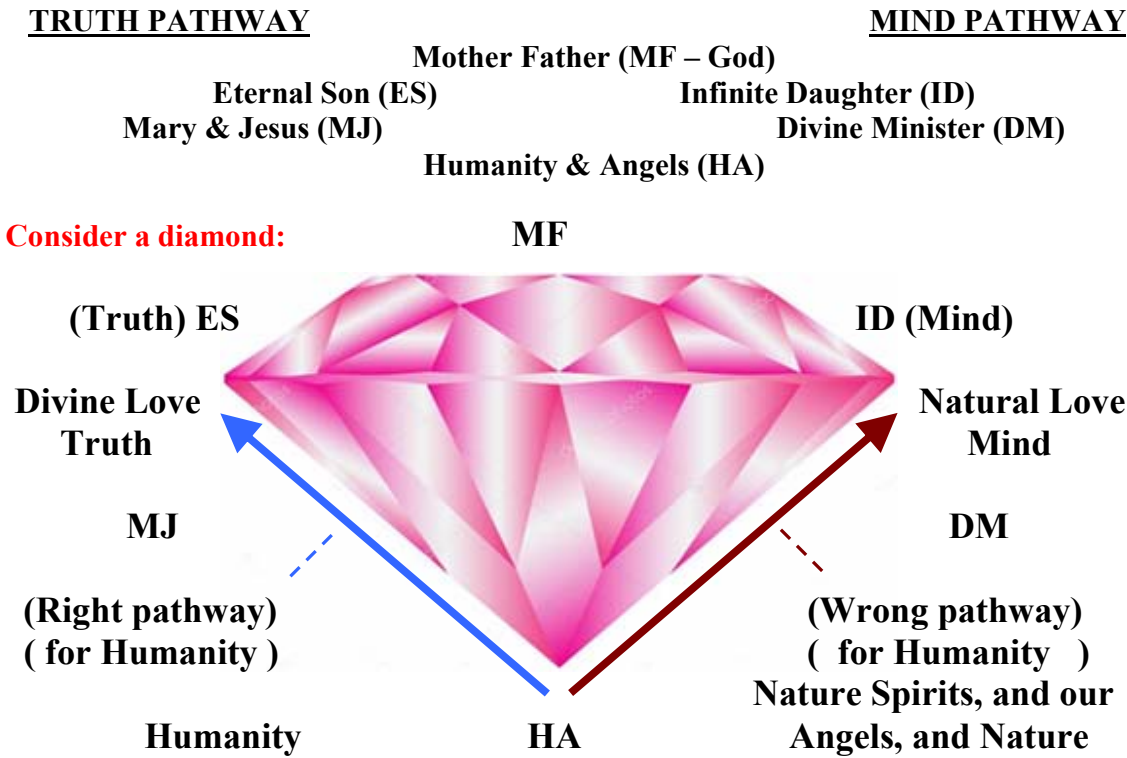 TRUTH PATHWAY MIND PATHWAY
Mother Father (MF – God)
Eternal Son (ES) Infinite Daughter (ID)
Mary & Jesus (MJ) Divine Minister (DM)
Humanity & Angels (HA)
Consider a diamond: MF
(Truth) ES ID (Mind)
Divine Love Natural Love
Truth Mind
MJ DM
(Right pathway) (Wrong pathway)
( for Humanity ) ( for Humanity )
Nature Spirits, and our
Humanity HA Angels, and Nature